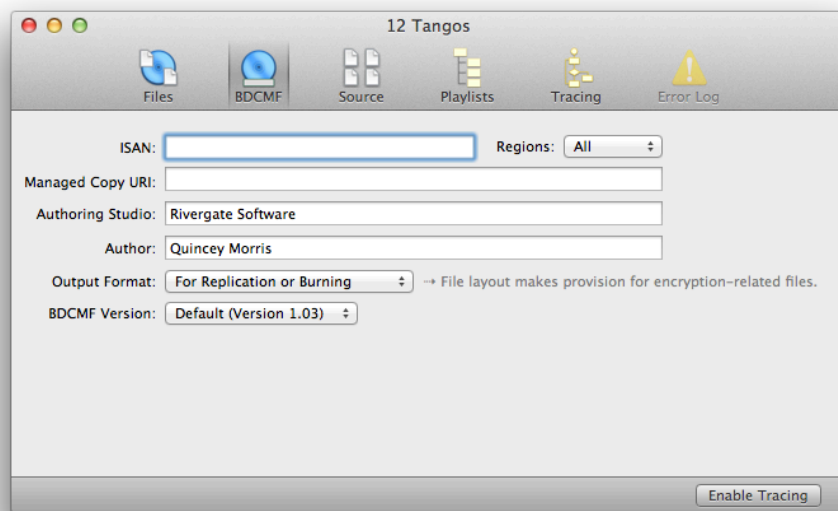 12 Tangos
Files BDCMF Source Playlists Tracing Error Log
ISAN: Regions: All
Managed Copy URI:
Authoring Studio: Rivergate Software
Author: Quincey Morris
Output Format: For Replication or Burning ⇢ File layout makes provision for encryption-related files.
BDCMF Version: Default (Version 1.03)
Enable Tracing